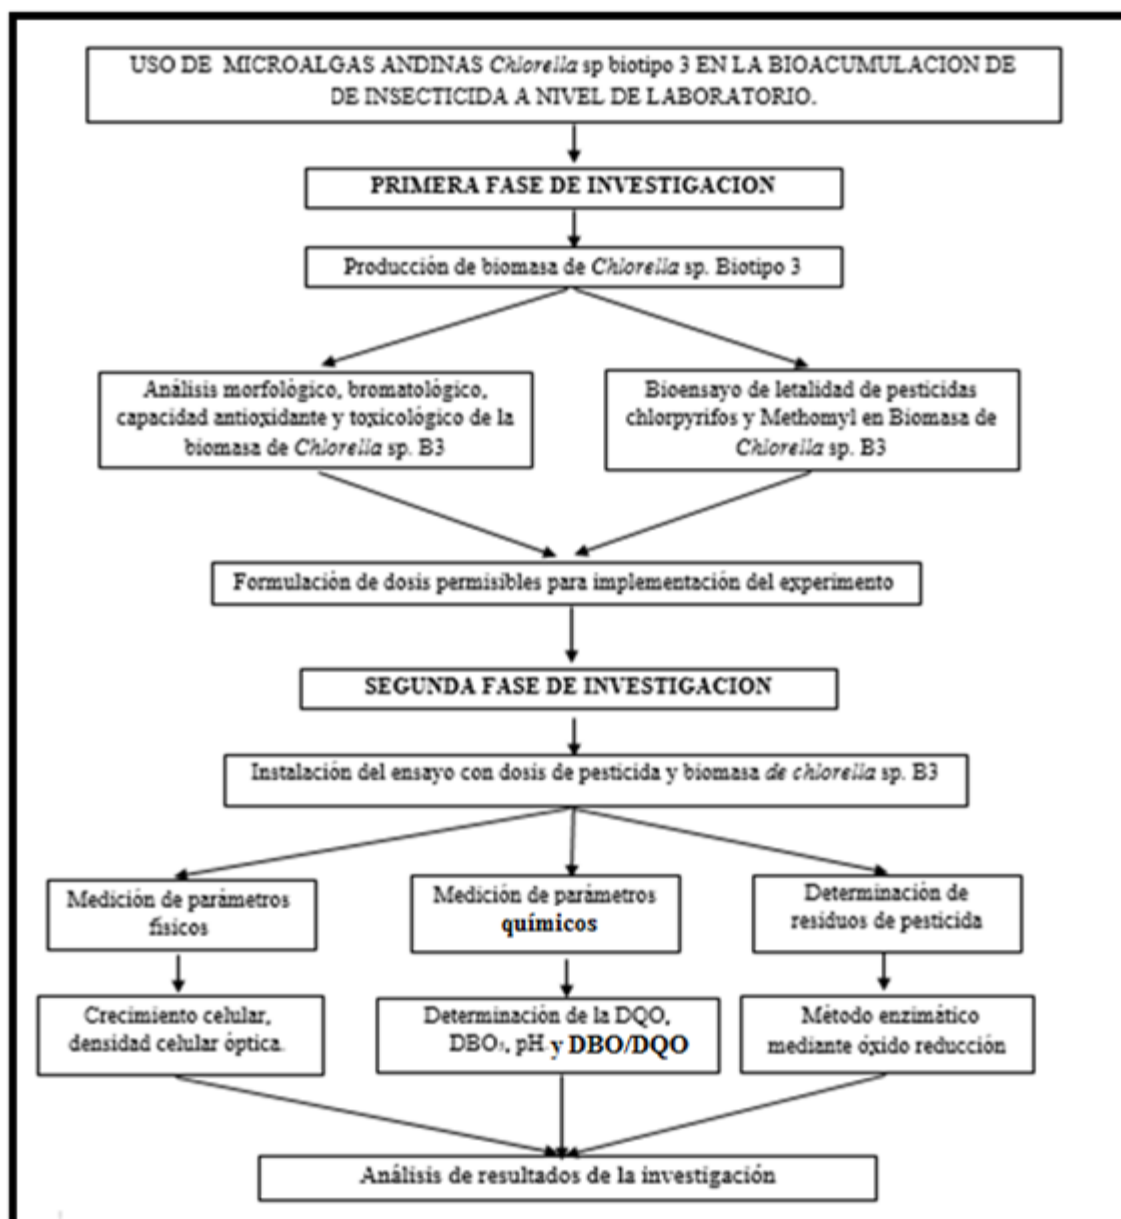 USO DE MICROALGAS ANDINAS Chlorella sp biotipo 3 EN LA BIOACUMULACION DE
DE INSECTICIDA A NIVEL DE LABORATORIO.
PRIMERA FASE DE INVESTIGACION
Producción de biomasa de Chlorella sp. Biotipo 3
Análisis morfológico, bromatológico,
capacidad antioxidante y toxicológico de la
biomasa de Chlorella sp. B3
Bioensayo de letalidad de pesticidas
chlorpyrifos y Methomyl en Biomasa de
Chlorella sp. B3
Formulación de dosis permisibles para implementación del experimento
SEGUNDA FASE DE INVESTIGACION
Instalación del ensayo con dosis de pesticida y biomasa de chlorella sp. B3
Medición de parámetros
físicos
Medición de parámetros
químicos
Determinación de
residuos de pesticida
Crecimiento celular,
densidad celular óptica.
Determinación de la DQO,
DBO₅, pH y DBO/DQO
Método enzimático
mediante óxido reducción
Análisis de resultados de la investigación